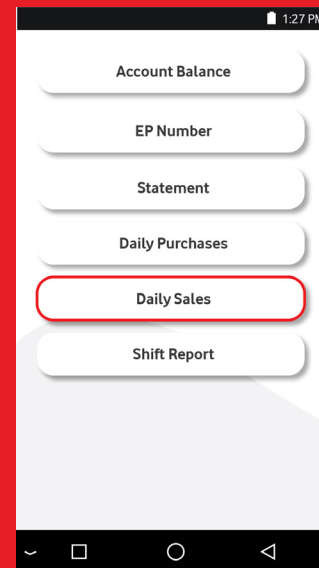 1:27 PM
Account Balance
EP Number
Statement
Daily Purchases
Daily Sales
Shift Report